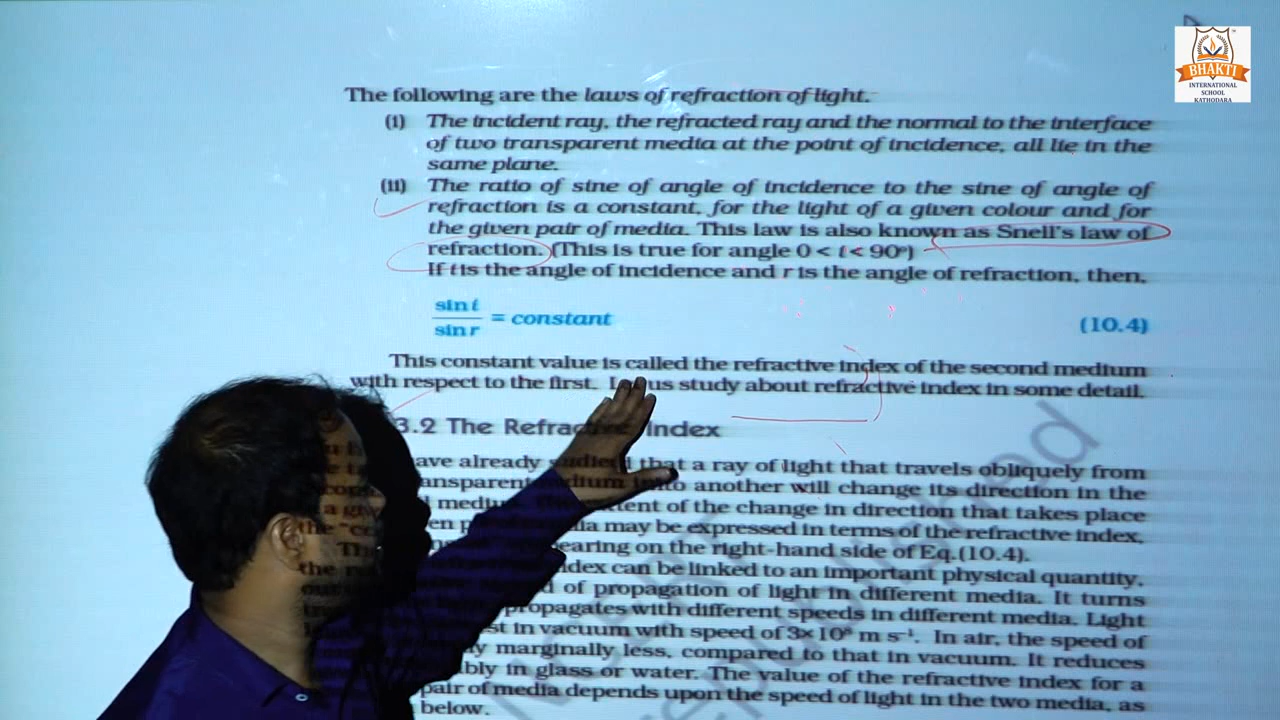 BHAKTI
INTERNATIONAL
SCHOOL
KATHODARA
The following are the laws of refraction of light.
(i) The incident ray, the refracted ray and the normal to the interface
of two transparent media at the point of incidence, all lie in the
same plane.
(ii) The ratio of sine of angle of incidence to the sine of angle of
refraction is a constant, for the light of a given colour and for
the given pair of media. This law is also known as Snell's law of
refraction. (This is true for angle 0 < i < 90°)
If i is the angle of incidence and r is the angle of refraction, then,
sin i
sin r
= constant (10.4)
This constant value is called the refractive index of the second medium
with respect to the first. us study about refractive index in some detail.
3.2 The Refractive Index
already that a ray of light that travels obliquely from
another will change its direction in the
of the change in direction that takes place
may be expressed in terms of the refractive index,
on the right-hand side of Eq.(10.4).
can be linked to an important physical quantity,
of propagation of light in different media. It turns
propagates with different speeds in different media. Light
in vacuum with speed of 3×10⁸ m s⁻¹. In air, the speed of
marginally less, compared to that in vacuum. It reduces
in glass or water. The value of the refractive index for a
pair of media depends upon the speed of light in the two media, as
below.